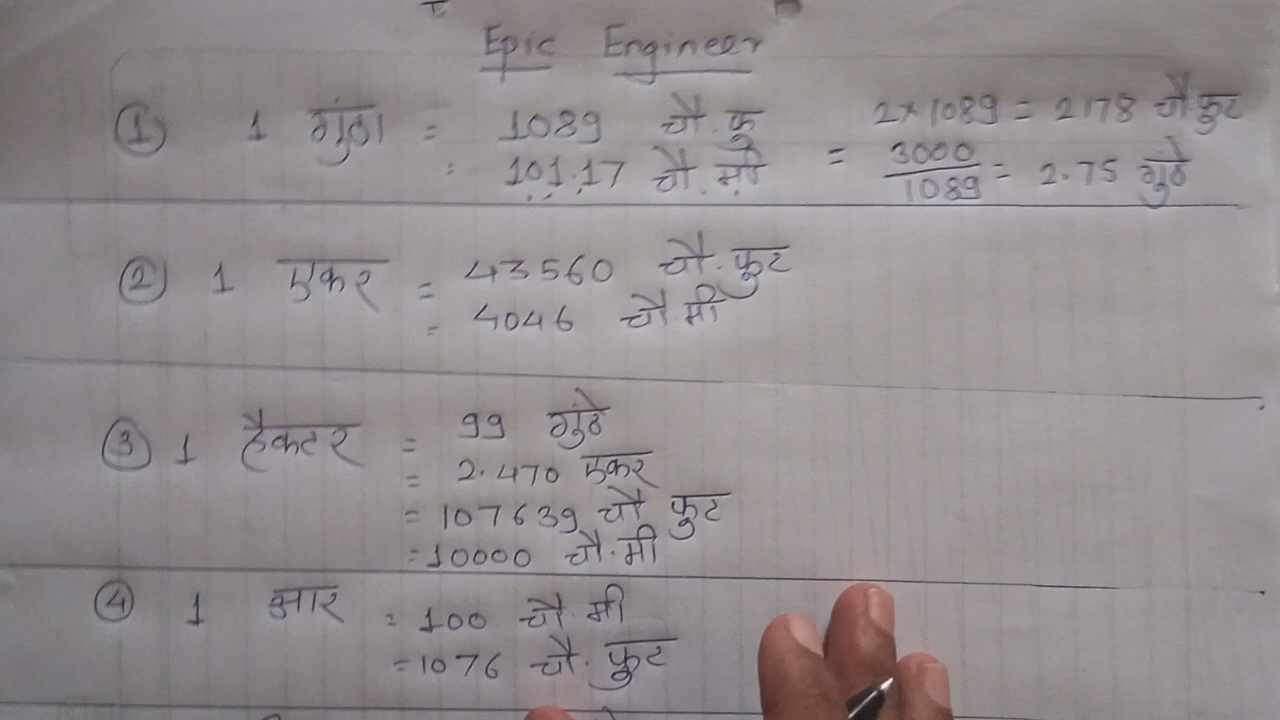 Epic Engineer
① 1 गुंठा = 1089 चौ.फू = 2×1089 = 2178 चौ फुट
= 101.17 चौ.मी = 3000/1089 = 2.75 गुंठे
② 1 एकर = 43560 चौ.फूट
= 4046 चौ मी
③ 1 हैकटर = 99 गुंठे
= 2.470 एकर
= 107639 चौ फुट
= 10000 चौ.मी
④ 1 आर = 100 चौ मी
= 1076 चौ. फूट